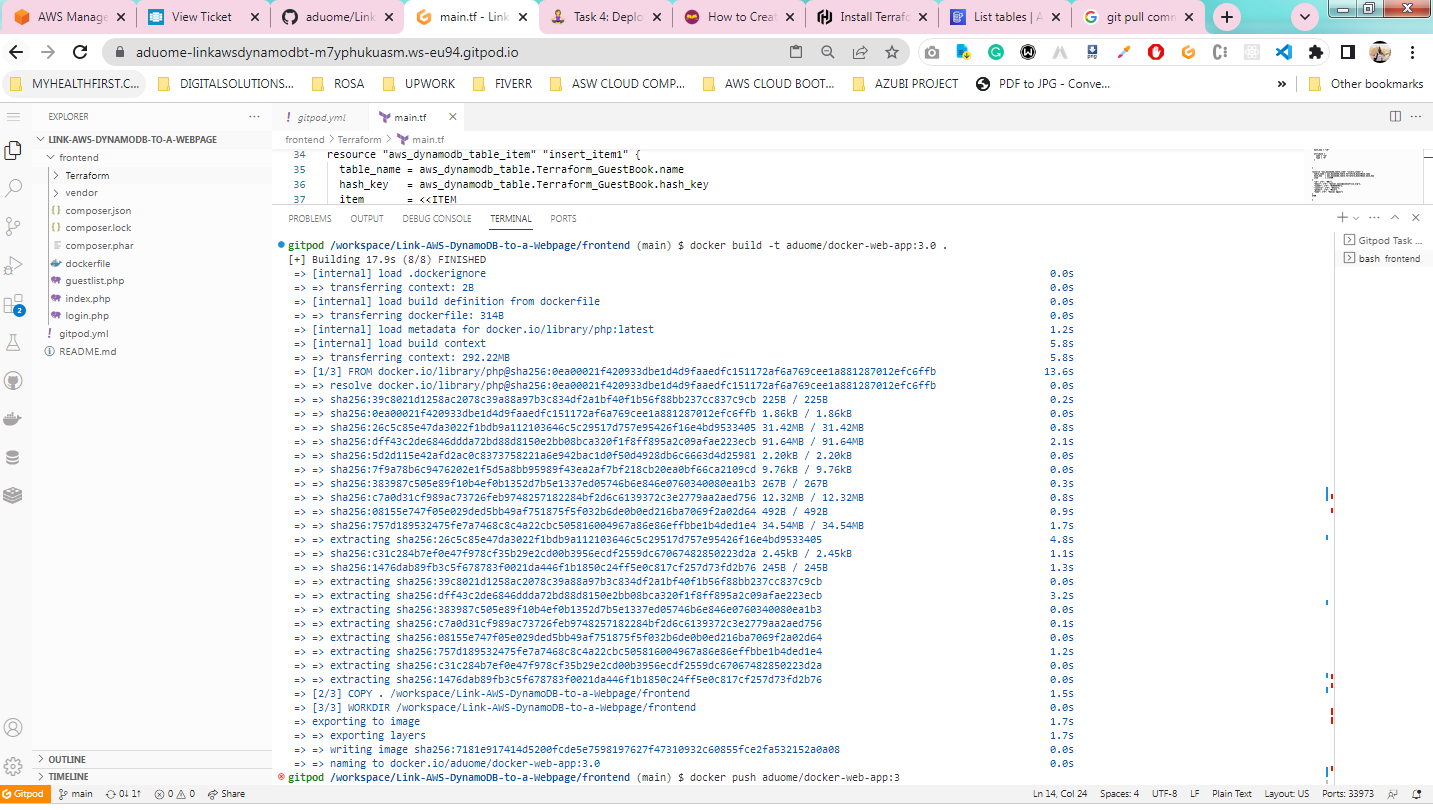 AWS Manage
View Ticket
aduome/Link
main.tf - Link
Task 4: Deplo
How to Creat
Install Terrafo
List tables | A
git pull comm
aduome-linkawsdynamodbt-m7yphukuasm.ws-eu94.gitpod.io
MYHEALTHFIRST.C...
DIGITALSOLUTIONS...
ROSA
UPWORK
FIVERR
ASW CLOUD COMP...
AWS CLOUD BOOT...
AZUBI PROJECT
PDF to JPG - Conve...
»
Other bookmarks
EXPLORER
gitpod.yml
main.tf
LINK-AWS-DYNAMODB-TO-A-WEBPAGE
frontend
Terraform
vendor
composer.json
composer.lock
composer.phar
dockerfile
guestlist.php
index.php
login.php
gitpod.yml
README.md
OUTLINE
TIMELINE
frontend > Terraform > main.tf
34 resource "aws_dynamodb_table_item" "insert_item1" {
35 table_name = aws_dynamodb_table.Terraform_GuestBook.name
36 hash_key = aws_dynamodb_table.Terraform_GuestBook.hash_key
37 item = <<ITEM
PROBLEMS OUTPUT DEBUG CONSOLE TERMINAL PORTS
Gitpod Task ...
bash frontend
gitpod /workspace/Link-AWS-DynamoDB-to-a-Webpage/frontend (main) $ docker build -t aduome/docker-web-app:3.0 .
[+] Building 17.9s (8/8) FINISHED
=> [internal] load .dockerignore 0.0s
=> => transferring context: 2B 0.0s
=> [internal] load build definition from dockerfile 0.0s
=> => transferring dockerfile: 314B 0.0s
=> [internal] load metadata for docker.io/library/php:latest 1.2s
=> [internal] load build context 5.8s
=> => transferring context: 292.22MB 5.8s
=> [1/3] FROM docker.io/library/php@sha256:0ea00021f420933dbe1d4d9faaedfc151172af6a769cee1a881287012efc6ffb 13.6s
=> => resolve docker.io/library/php@sha256:0ea00021f420933dbe1d4d9faaedfc151172af6a769cee1a881287012efc6ffb 0.0s
=> => sha256:39c8021d1258ac2078c39a88a97b3c834df2a1bf40f1b56f88bb237cc837c9cb 225B / 225B 0.2s
=> => sha256:0ea00021f420933dbe1d4d9faaedfc151172af6a769cee1a881287012efc6ffb 1.86kB / 1.86kB 0.0s
=> => sha256:26c5c85e47da3022f1bdb9a112103646c5c29517d757e95426f16e4bd9533405 31.42MB / 31.42MB 0.8s
=> => sha256:dff43c2de6846ddda72bd88d8150e2bb08bca320f1f8ff895a2c09afae223ecb 91.64MB / 91.64MB 2.1s
=> => sha256:5d2d115e42afd2ac0c8373758221a6e942bac1d0f50d4928db6c6663d4d25981 2.20kB / 2.20kB 0.0s
=> => sha256:7f9a78b6c9476202e1f5d5a8bb95989f43ea2af7bf218cb20ea0bf66ca2109cd 9.76kB / 9.76kB 0.0s
=> => sha256:383987c505e89f10b4ef0b1352d7b5e1337ed05746b6e846e0760340080ea1b3 267B / 267B 0.3s
=> => sha256:c7a0d31cf989ac73726feb9748257182284bf2d6c6139372c3e2779aa2aed756 12.32MB / 12.32MB 0.8s
=> => sha256:08155e747f05e029ded5bb49af751875f5f032b6de0b0ed216ba7069f2a02d64 492B / 492B 0.9s
=> => sha256:757d189532475fe7a7468c8c4a22cbc505816004967a86e86effbbe1b4ded1e4 34.54MB / 34.54MB 1.7s
=> => extracting sha256:26c5c85e47da3022f1bdb9a112103646c5c29517d757e95426f16e4bd9533405 4.8s
=> => sha256:c31c284b7ef0e47f978cf35b29e2cd00b3956ecdf2559dc67067482850223d2a 2.45kB / 2.45kB 1.1s
=> => sha256:1476dab89fb3c5f678783f0021da446f1b1850c24ff5e0c817cf257d73fd2b76 245B / 245B 1.3s
=> => extracting sha256:39c8021d1258ac2078c39a88a97b3c834df2a1bf40f1b56f88bb237cc837c9cb 0.0s
=> => extracting sha256:dff43c2de6846ddda72bd88d8150e2bb08bca320f1f8ff895a2c09afae223ecb 3.2s
=> => extracting sha256:383987c505e89f10b4ef0b1352d7b5e1337ed05746b6e846e0760340080ea1b3 0.0s
=> => extracting sha256:c7a0d31cf989ac73726feb9748257182284bf2d6c6139372c3e2779aa2aed756 0.1s
=> => extracting sha256:08155e747f05e029ded5bb49af751875f5f032b6de0b0ed216ba7069f2a02d64 0.0s
=> => extracting sha256:757d189532475fe7a7468c8c4a22cbc505816004967a86e86effbbe1b4ded1e4 1.2s
=> => extracting sha256:c31c284b7ef0e47f978cf35b29e2cd00b3956ecdf2559dc67067482850223d2a 0.0s
=> => extracting sha256:1476dab89fb3c5f678783f0021da446f1b1850c24ff5e0c817cf257d73fd2b76 0.0s
=> [2/3] COPY . /workspace/Link-AWS-DynamoDB-to-a-Webpage/frontend 1.5s
=> [3/3] WORKDIR /workspace/Link-AWS-DynamoDB-to-a-Webpage/frontend 0.0s
=> exporting to image 1.7s
=> => exporting layers 1.7s
=> => writing image sha256:7181e917414d5200fcde5e7598197627f47310932c60855fce2fa532152a0a08 0.0s
=> => naming to docker.io/aduome/docker-web-app:3.0 0.0s
gitpod /workspace/Link-AWS-DynamoDB-to-a-Webpage/frontend (main) $ docker push aduome/docker-web-app:3
Gitpod main 0↓ 1↑ 0 0 Share Ln 14, Col 24 Spaces: 4 UTF-8 LF Plain Text Layout: US Ports: 33973